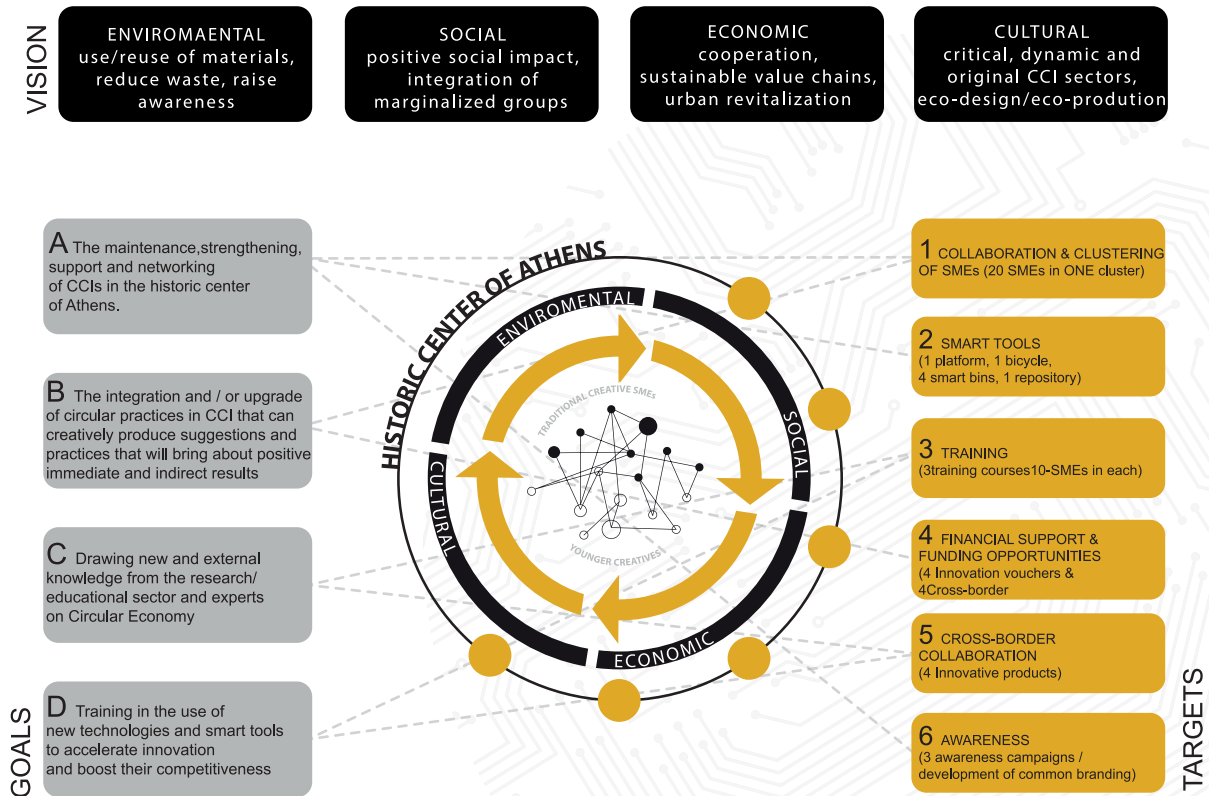 VISION
ENVIROMAENTAL
use/reuse of materials,
reduce waste, raise
awareness
SOCIAL
positive social impact,
integration of
marginalized groups
ECONOMIC
cooperation,
sustainable value chains,
urban revitalization
CULTURAL
critical, dynamic and
original CCI sectors,
eco-design/eco-prodution
GOALS
A The maintenance,strengthening,
support and networking
of CCIs in the historic center
of Athens.
B The integration and / or upgrade
of circular practices in CCI that can
creatively produce suggestions and
practices that will bring about positive
immediate and indirect results
C Drawing new and external
knowledge from the research/
educational sector and experts
on Circular Economy
D Training in the use of
new technologies and smart tools
to accelerate innovation
and boost their competitiveness
HISTORIC CENTER OF ATHENS
ENVIROMENTAL
SOCIAL
ECONOMIC
CULTURAL
TRADITIONAL CREATIVE SMEs
YOUNGER CREATIVES
1 COLLABORATION & CLUSTERING
OF SMEs (20 SMEs in ONE cluster)
2 SMART TOOLS
(1 platform, 1 bicycle,
4 smart bins, 1 repository)
3 TRAINING
(3training courses10-SMEs in each)
4 FINANCIAL SUPPORT &
FUNDING OPPORTUNITIES
(4 Innovation vouchers &
4Cross-border
5 CROSS-BORDER
COLLABORATION
(4 Innovative products)
6 AWARENESS
(3 awareness campaigns /
development of common branding)
TARGETS